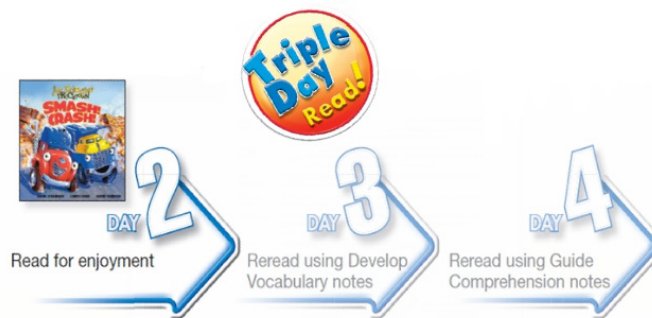 Triple
Day
Read!
SMASH!
CRASH!
DAY 2
Read for enjoyment
DAY 3
Reread using Develop
Vocabulary notes
DAY 4
Reread using Guide
Comprehension notes